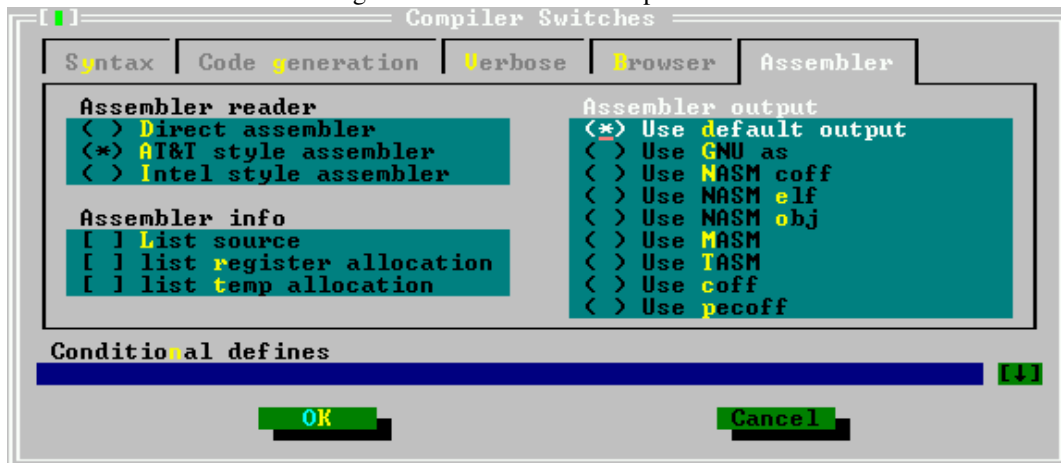 [▮] Compiler Switches
Syntax Code generation Verbose Browser Assembler
Assembler reader
( ) Direct assembler
(*) AT&T style assembler
( ) Intel style assembler
Assembler info
[ ] List source
[ ] list register allocation
[ ] list temp allocation
Assembler output
(*) Use default output
( ) Use GNU as
( ) Use NASM coff
( ) Use NASM elf
( ) Use NASM obj
( ) Use MASM
( ) Use TASM
( ) Use coff
( ) Use pecoff
Conditional defines
[↓]
OK Cancel